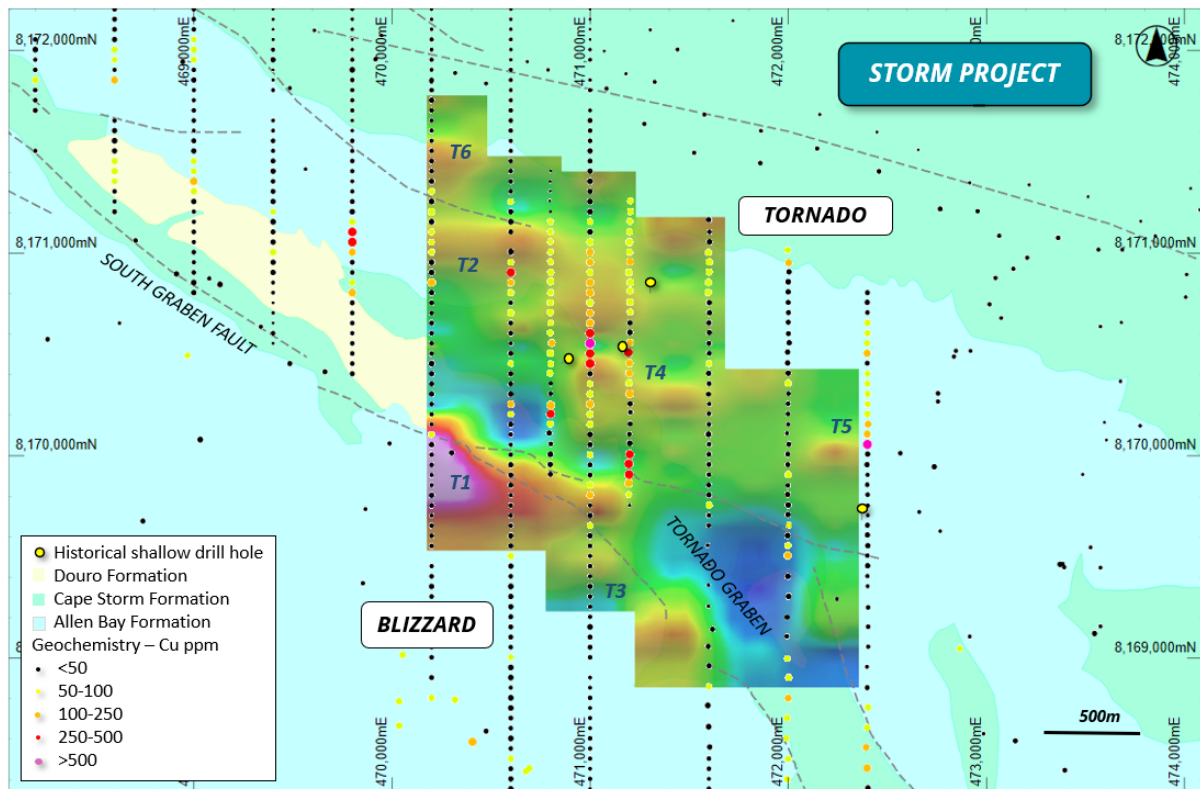 8,172,000mN
469,000mE
470,000mE
471,000mE
472,000mE
mE
8,172,
mN
474,000mE
STORM PROJECT
T6
TORNADO
8,171,000mN
8,171,000mN
T2
SOUTH GRABEN FAULT
T4
T5
8,170,000mN
8,170,000mN
T1
TORNADO GRABEN
T3
BLIZZARD
Historical shallow drill hole
Douro Formation
Cape Storm Formation
Allen Bay Formation
Geochemistry – Cu ppm
<50
50-100
100-250
250-500
>500
8,169,000mN
500m
470,000mE
471,000mE
472,000mE
473,000mE
474,000mE